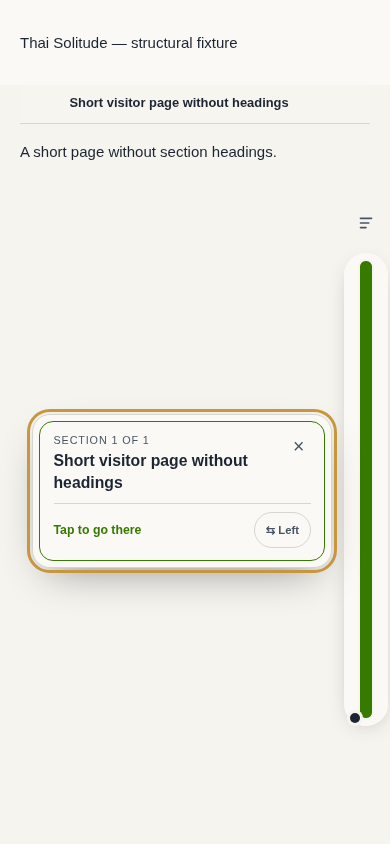 Thai Solitude — structural fixture
Short visitor page without headings
A short page without section headings.
SECTION 1 OF 1
×
Short visitor page without
headings
Tap to go there
⇆ Left